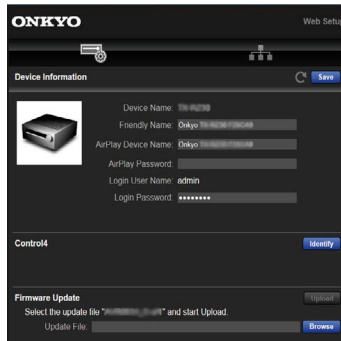 ONKYO
Web Setup
Device Information
Save
Device Name:
Friendly Name: Onkyo
AirPlay Device Name: Onkyo
AirPlay Password:
Login User Name: admin
Login Password: ••••••••
Control4
Identify
Firmware Update
Upload
Select the update file " " and start Upload.
Update File:
Browse